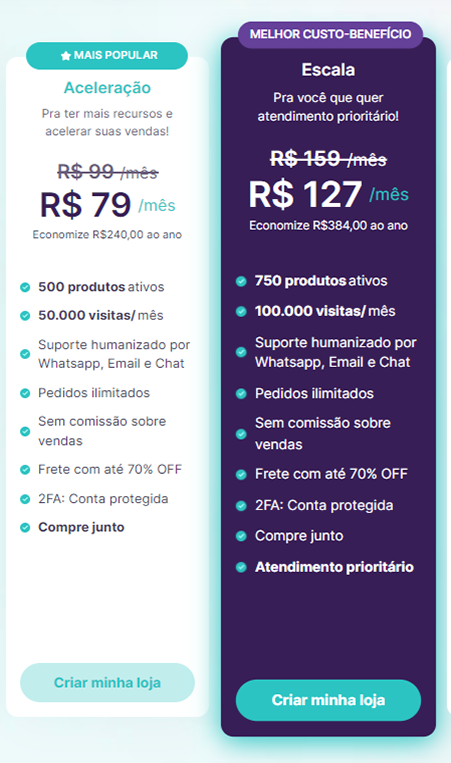 MAIS POPULAR
Aceleração
Pra ter mais recursos e
acelerar suas vendas!
R$ 99 /mês
R$ 79 /mês
Economize R$240,00 ao ano
500 produtos ativos
50.000 visitas/ mês
Suporte humanizado por
Whatsapp, Email e Chat
Pedidos ilimitados
Sem comissão sobre
vendas
Frete com até 70% OFF
2FA: Conta protegida
Compre junto
Criar minha loja
MELHOR CUSTO-BENEFÍCIO
Escala
Pra você que quer
atendimento prioritário!
R$ 159 /mês
R$ 127 /mês
Economize R$384,00 ao ano
750 produtos ativos
100.000 visitas/ mês
Suporte humanizado por
Whatsapp, Email e Chat
Pedidos ilimitados
Sem comissão sobre
vendas
Frete com até 70% OFF
2FA: Conta protegida
Compre junto
Atendimento prioritário
Criar minha loja